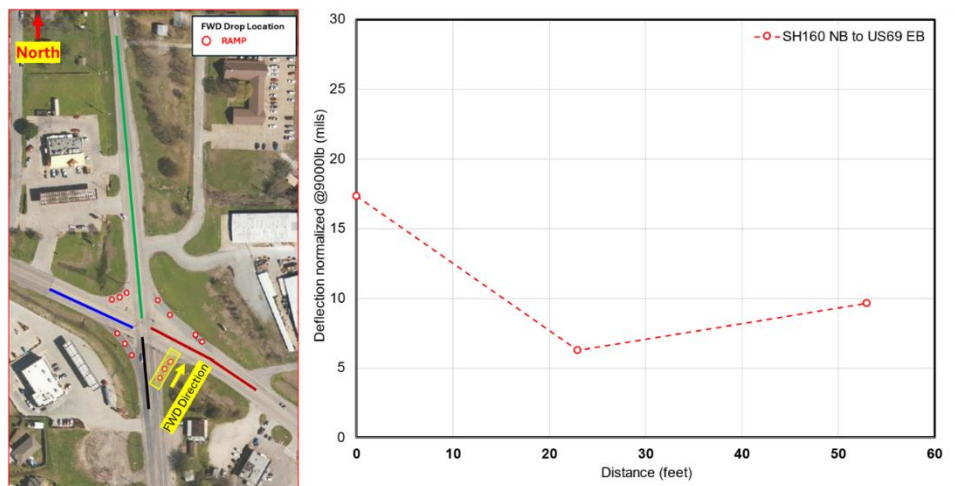 North
FWD Drop Location
RAMP
FWD Direction
Deflection normalized @9000lb (mils)
30
25
20
15
10
5
0
0 10 20 30 40 50 60
Distance (feet)
SH160 NB to US69 EB